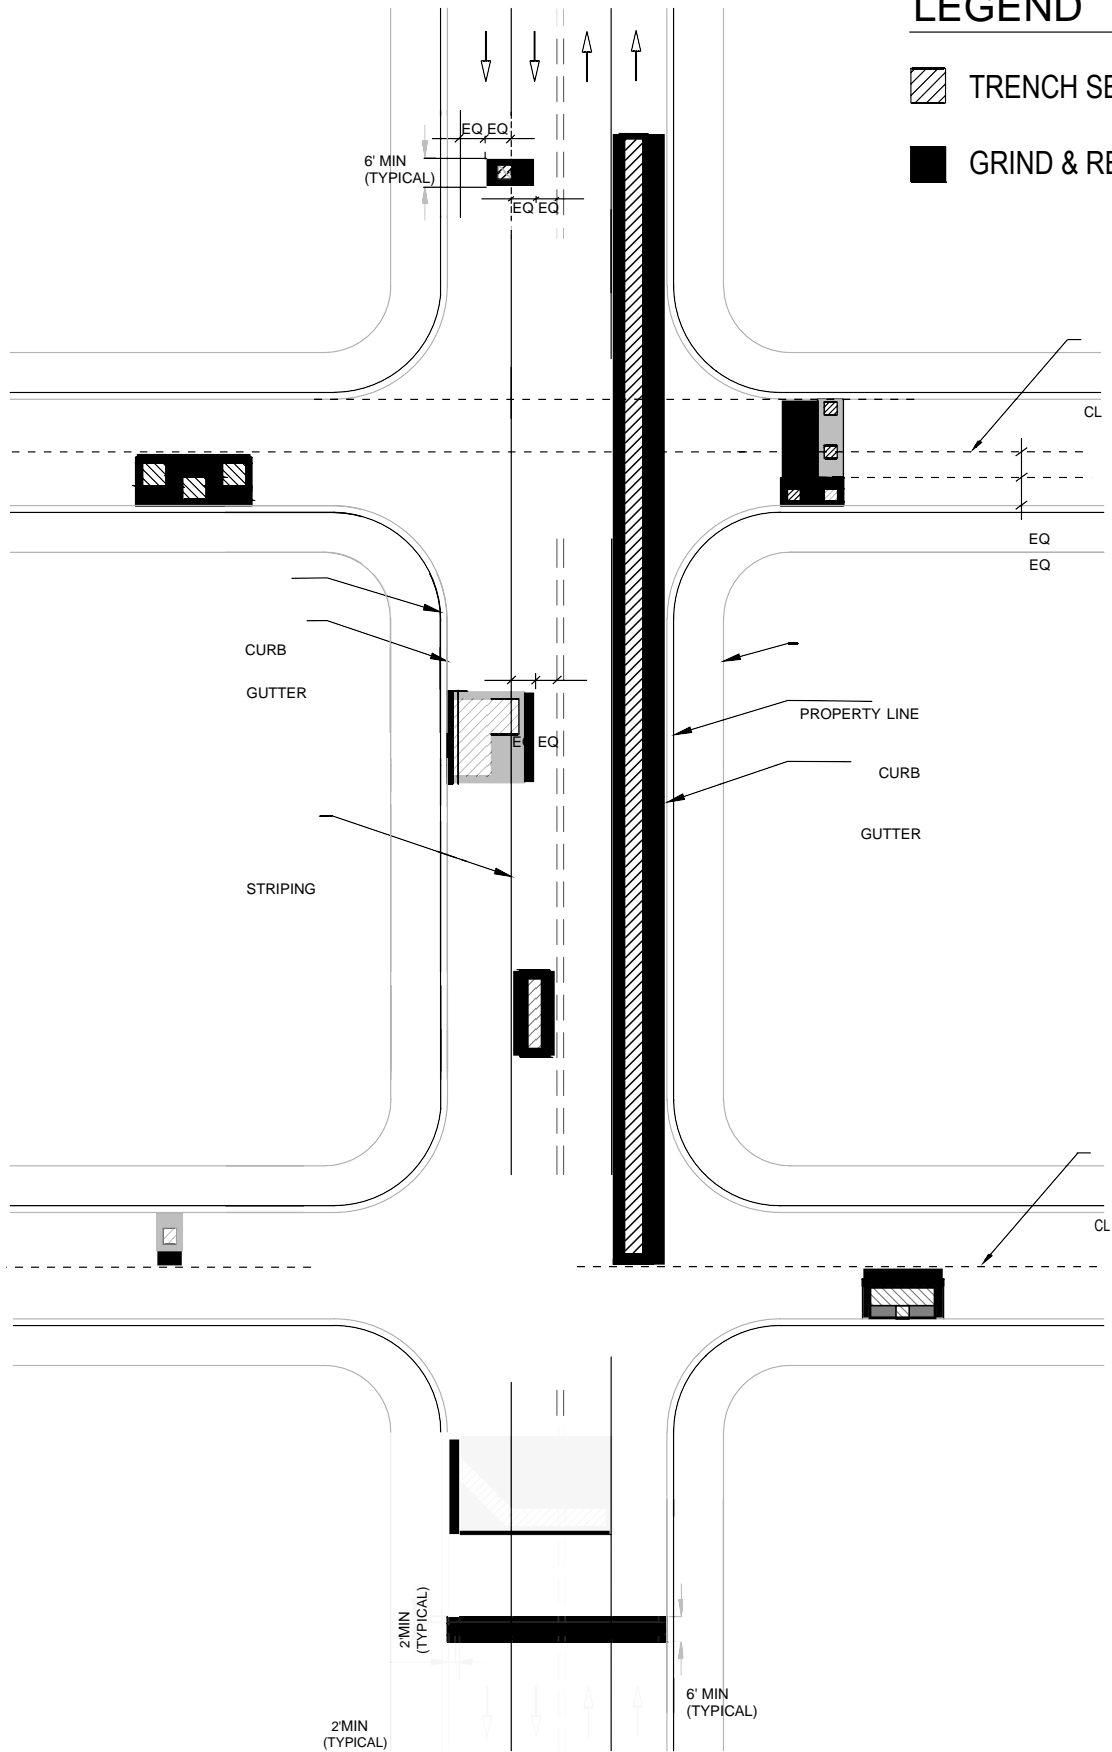 LEGEND
TRENCH SE
GRIND & RE
EQ EQ
6' MIN
(TYPICAL)
EQ EQ
CL
EQ
EQ
CURB
GUTTER
PROPERTY LINE
EQ EQ
CURB
GUTTER
STRIPING
CL
2'MIN
(TYPICAL)
6' MIN
(TYPICAL)
2'MIN
(TYPICAL)